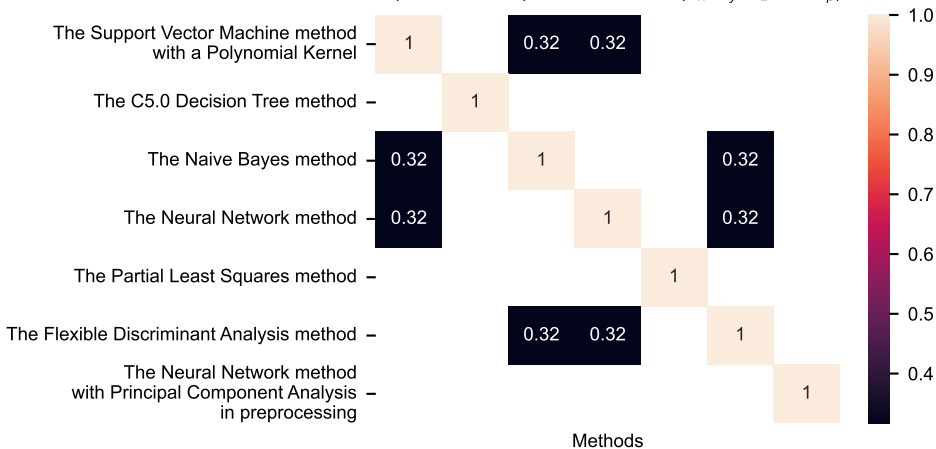 The Support Vector Machine method
with a Polynomial Kernel
1 0.32 0.32
The C5.0 Decision Tree method
1
The Naive Bayes method
0.32 1 0.32
The Neural Network method
0.32 1 0.32
The Partial Least Squares method
1
The Flexible Discriminant Analysis method
0.32 0.32 1
The Neural Network method
with Principal Component Analysis
in preprocessing
1
Methods
1.0
0.9
0.8
0.7
0.6
0.5
0.4